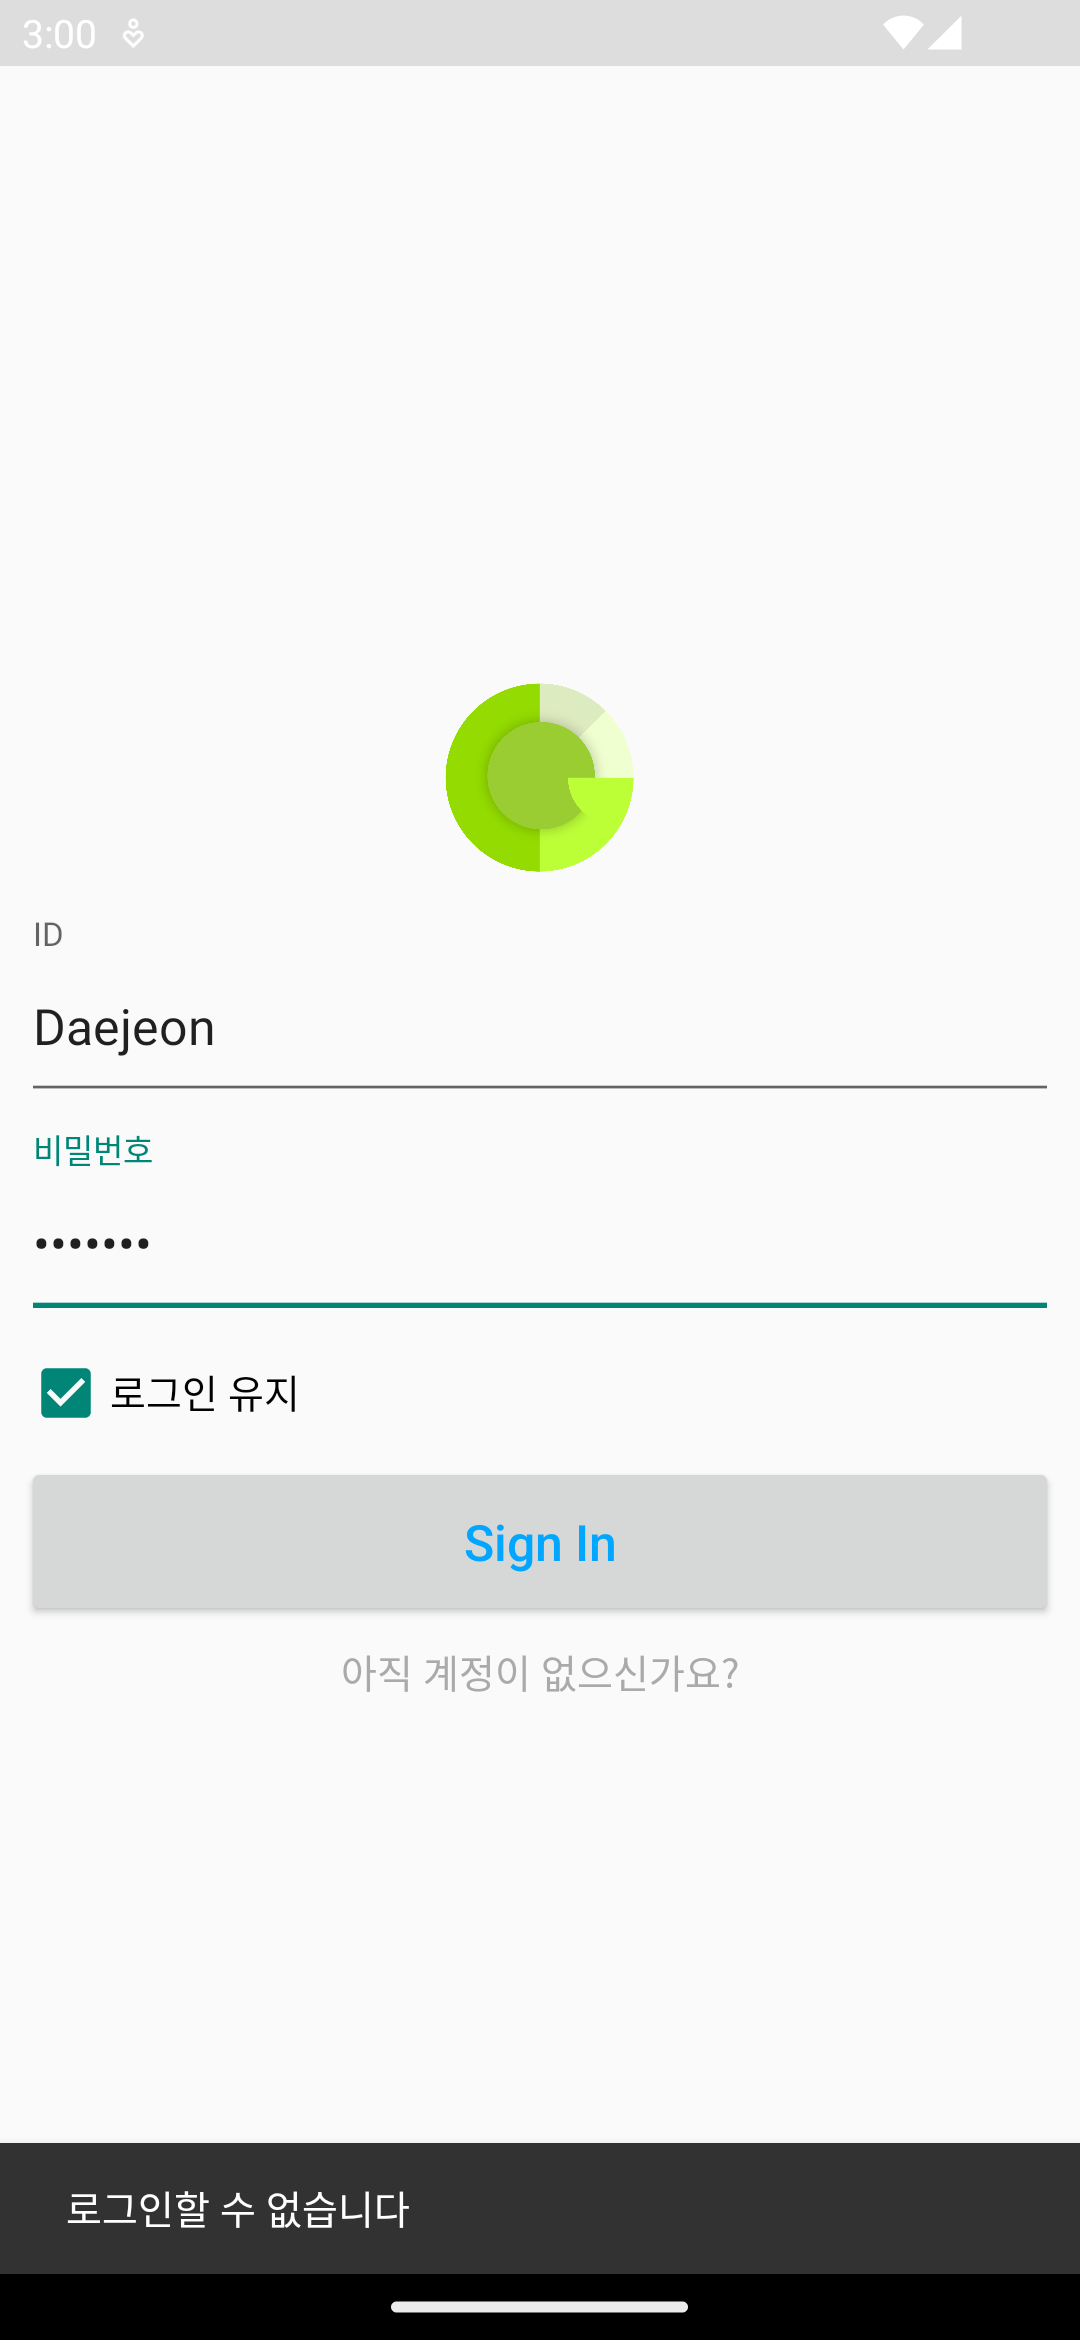 3:00
ID
Daejeon
비밀번호
•••••••
로그인 유지
Sign In
아직 계정이 없으신가요?
로그인할 수 없습니다